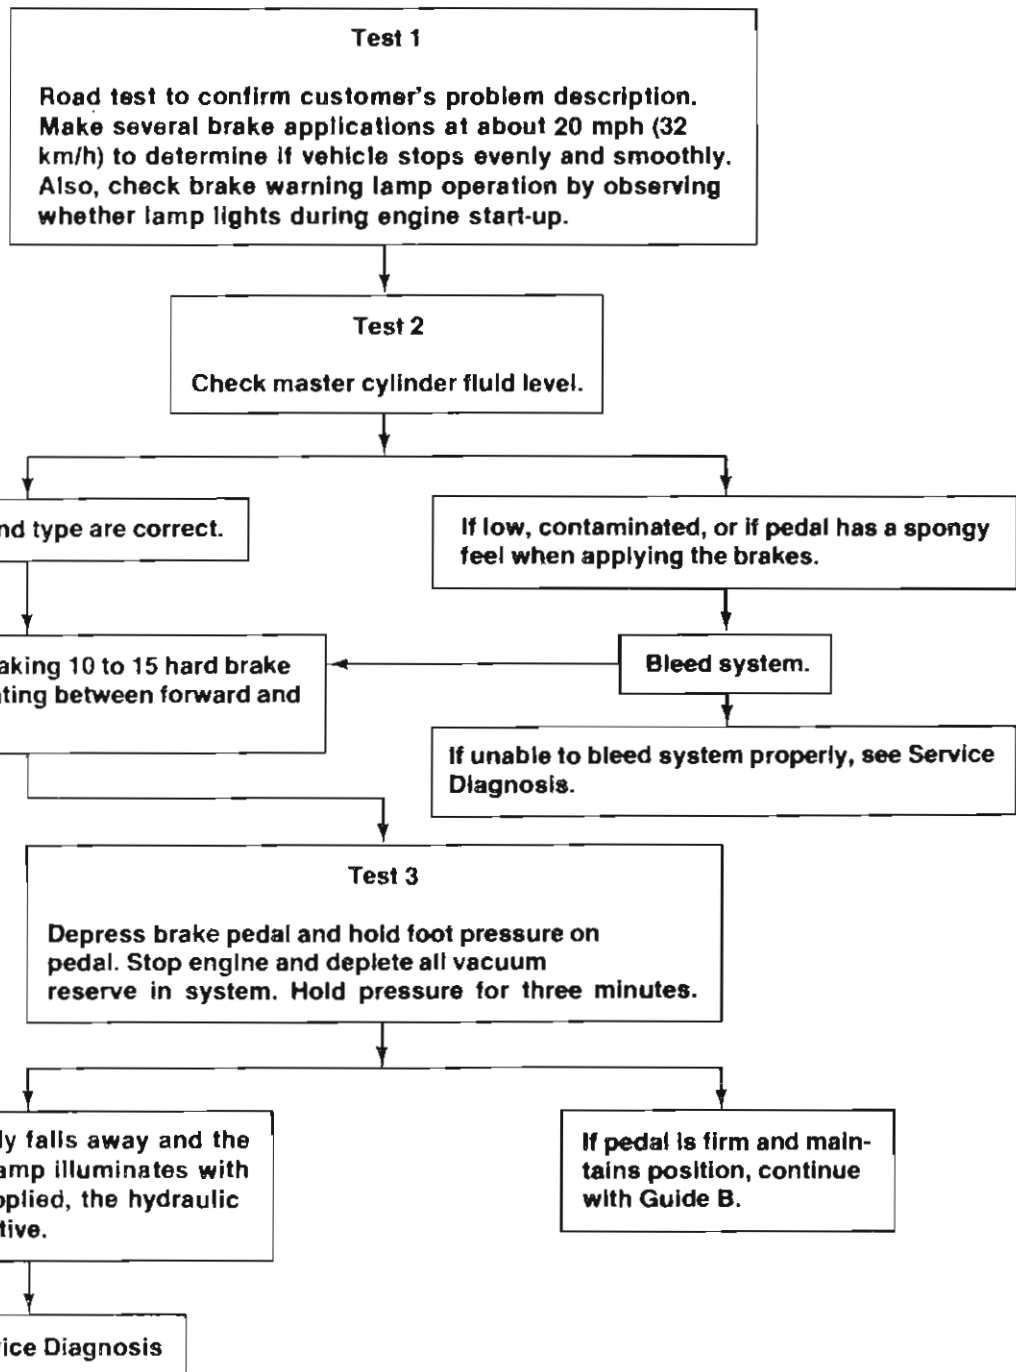 Test 1
Road test to confirm customer's problem description.
Make several brake applications at about 20 mph (32
km/h) to determine if vehicle stops evenly and smoothly.
Also, check brake warning lamp operation by observing
whether lamp lights during engine start-up.
Test 2
Check master cylinder fluid level.
nd type are correct.
If low, contaminated, or if pedal has a spongy
feel when applying the brakes.
aking 10 to 15 hard brake
ating between forward and
Bleed system.
If unable to bleed system properly, see Service
Diagnosis.
Test 3
Depress brake pedal and hold foot pressure on
pedal. Stop engine and deplete all vacuum
reserve in system. Hold pressure for three minutes.
ly falls away and the
amp illuminates with
pplied, the hydraulic
tive.
If pedal is firm and main-
tains position, continue
with Guide B.
vice Diagnosis